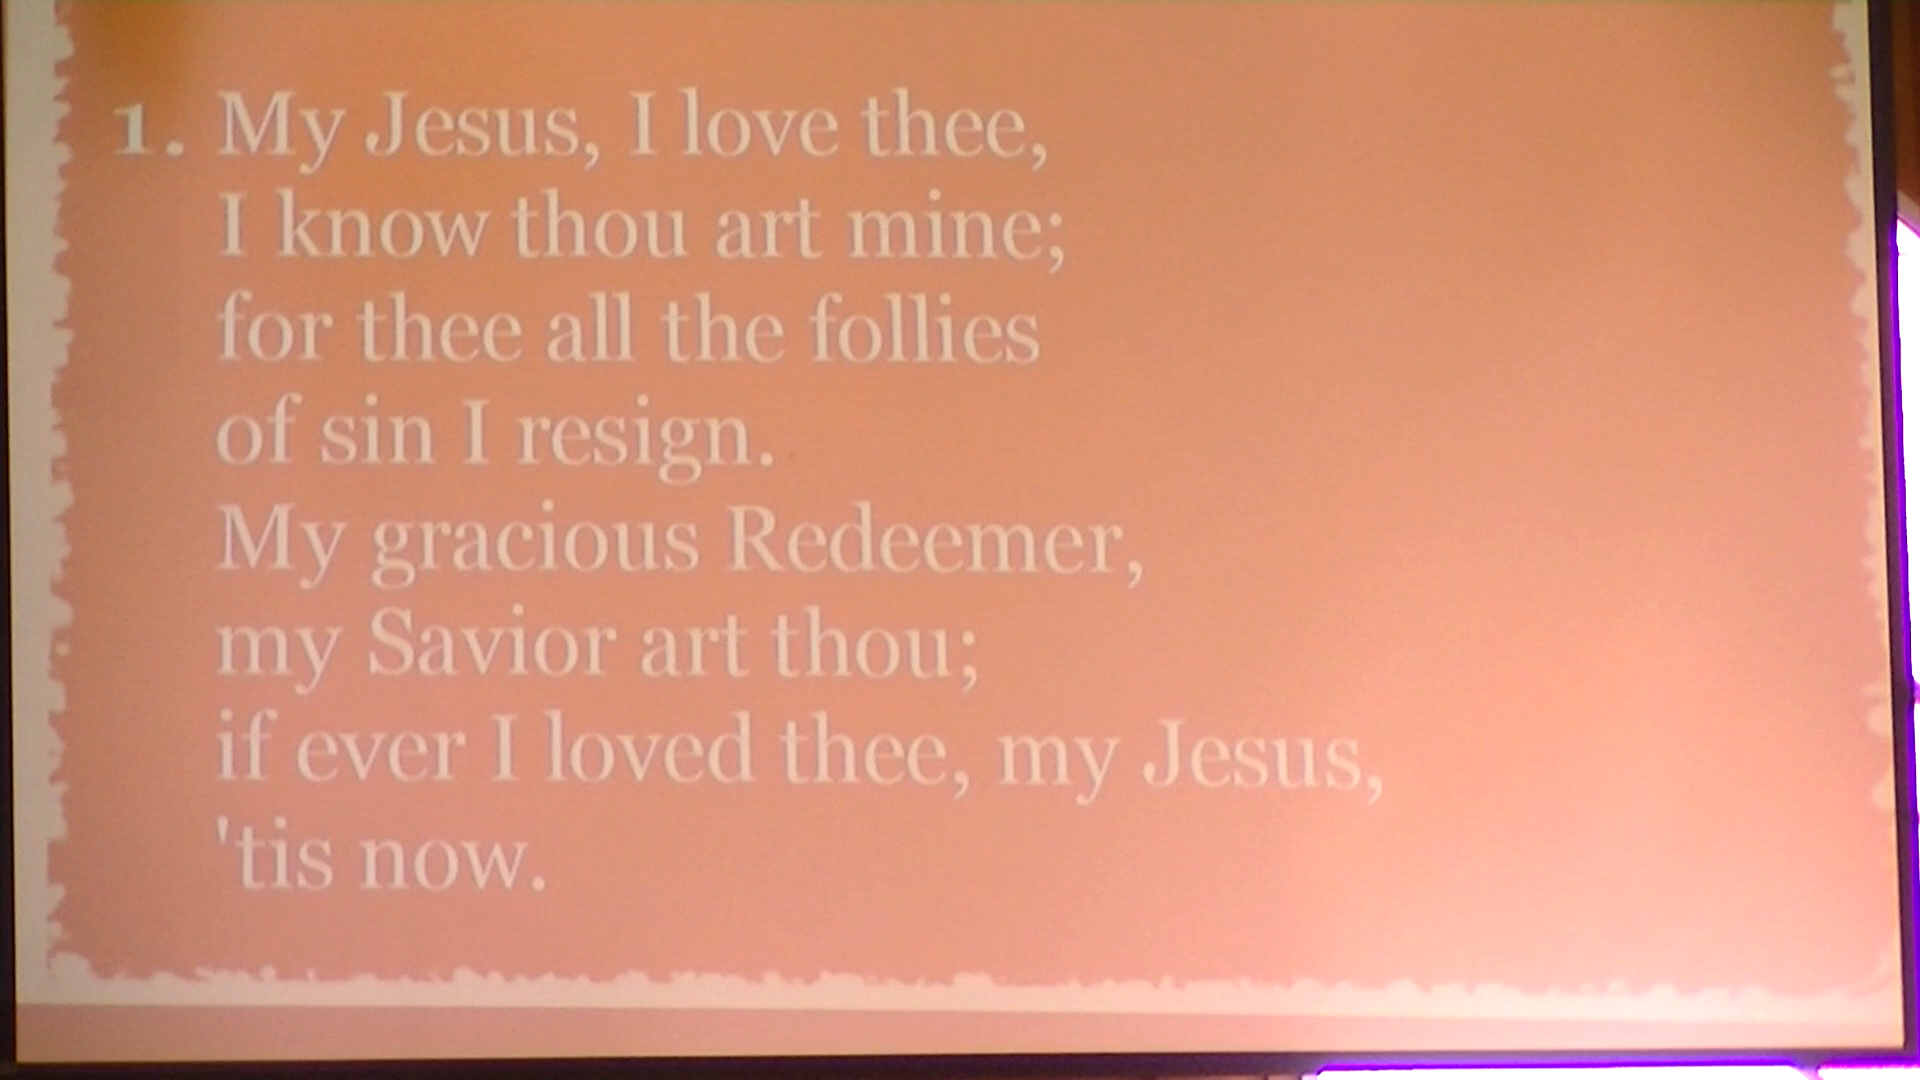 1. My Jesus, I love thee,
I know thou art mine;
for thee all the follies
of sin I resign.
My gracious Redeemer,
my Savior art thou;
if ever I loved thee, my Jesus,
'tis now.